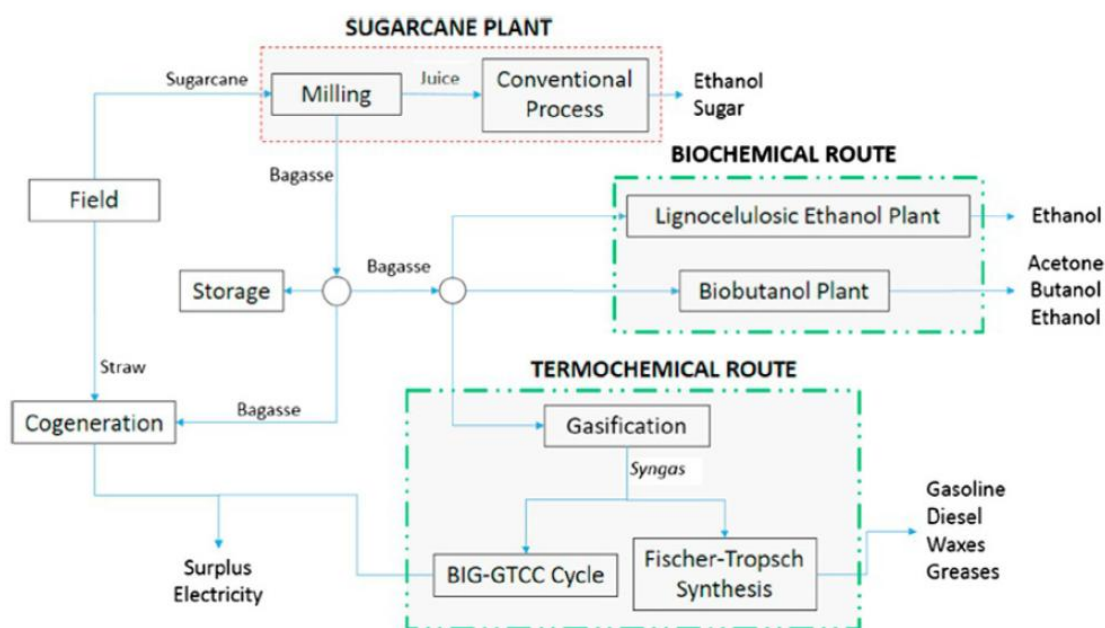 SUGARCANE PLANT
Sugarcane
Milling
Juice
Conventional
Process
Ethanol
Sugar
Bagasse
BIOCHEMICAL ROUTE
Field
Lignocelulosic Ethanol Plant
Ethanol
Storage
Bagasse
Biobutanol Plant
Acetone
Butanol
Ethanol
Straw
TERMOCHEMICAL ROUTE
Cogeneration
Bagasse
Gasification
Syngas
Surplus
Electricity
BIG-GTCC Cycle
Fischer-Tropsch
Synthesis
Gasoline
Diesel
Waxes
Greases